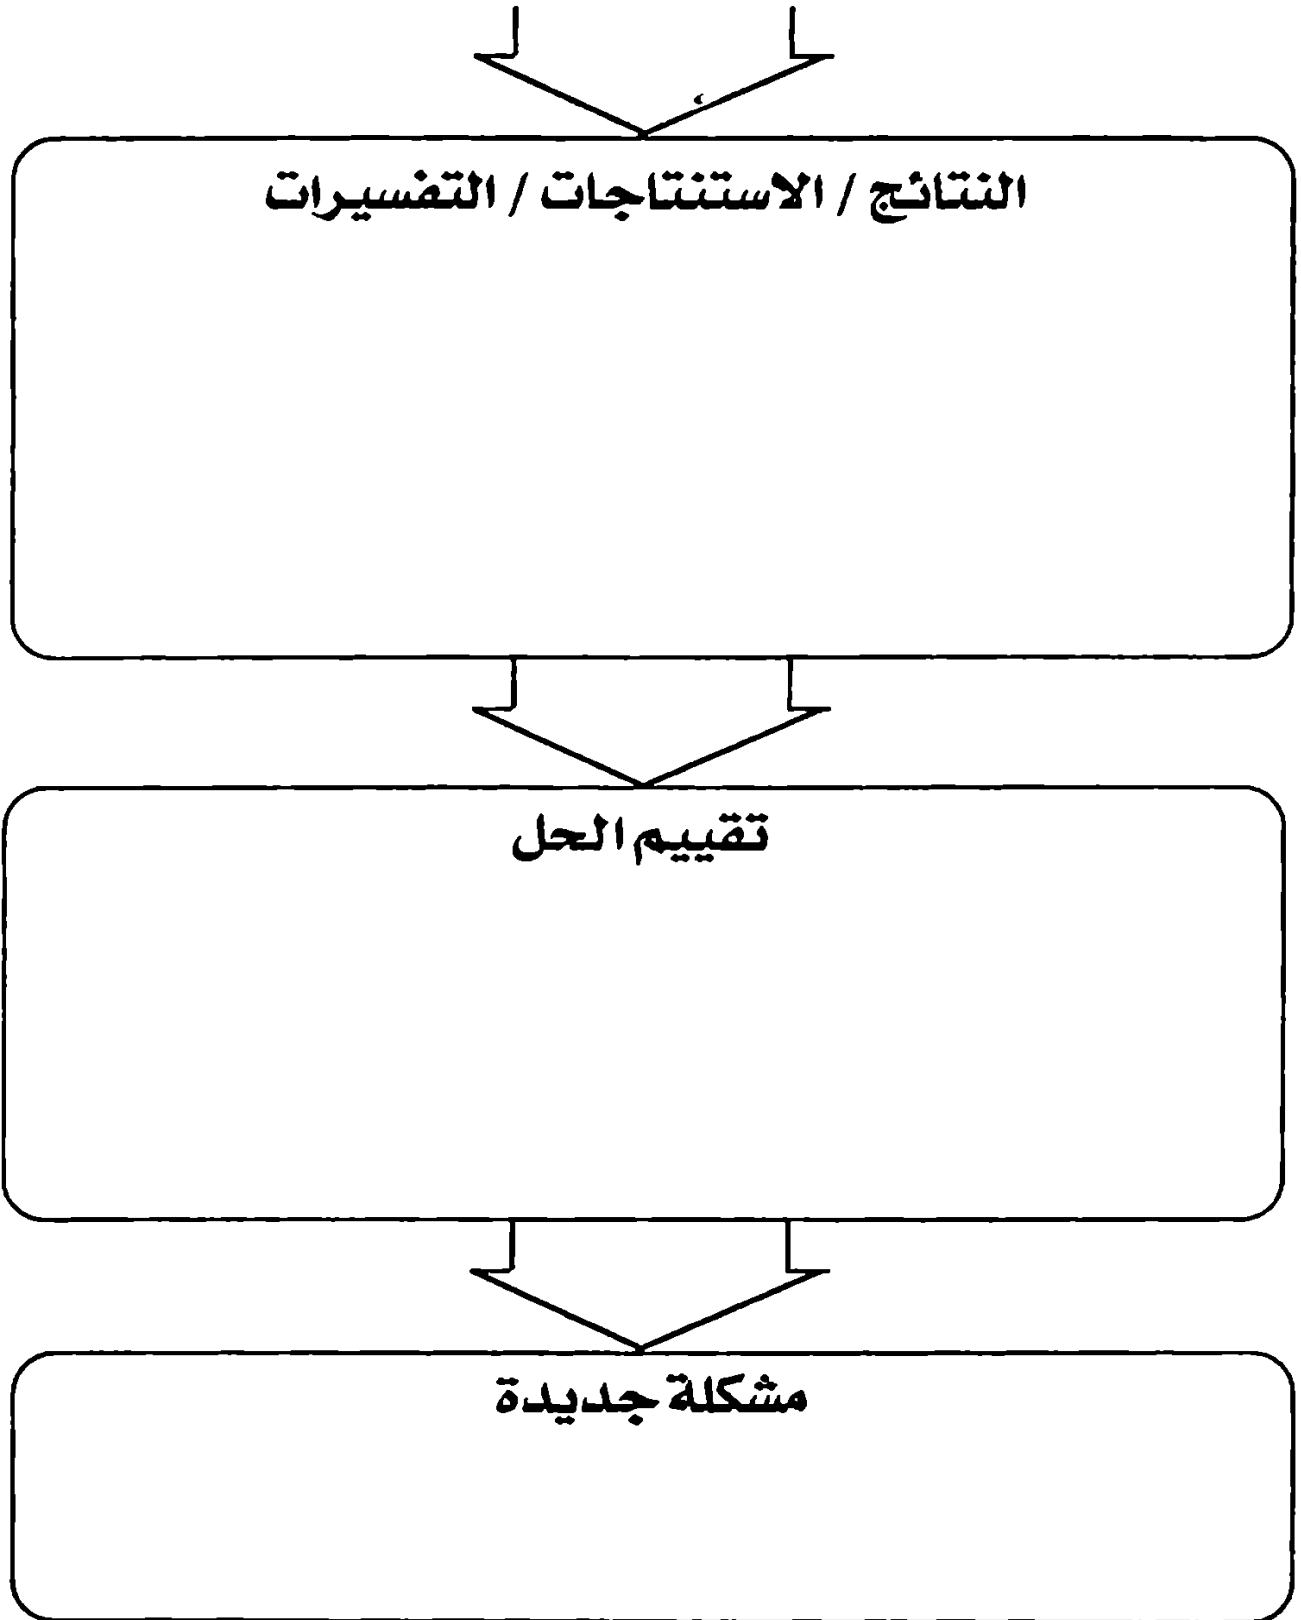 النتائج / الاستنتاجات / التفسيرات
تقييم الحل
مشكلة جديدة